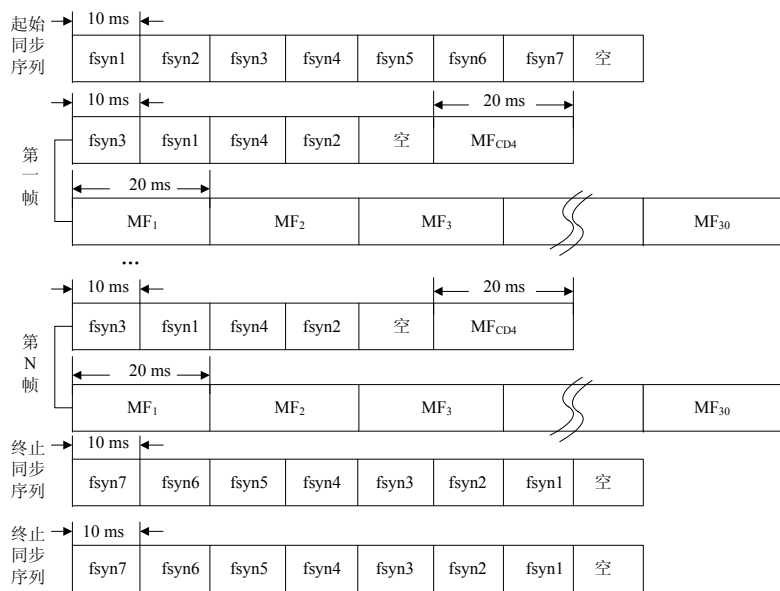 起始同步序列
10 ms
fsyn1 fsyn2 fsyn3 fsyn4 fsyn5 fsyn6 fsyn7 空
第一帧
10 ms 20 ms
fsyn3 fsyn1 fsyn4 fsyn2 空 MFCD4
20 ms
MF1 MF2 MF3 MF30
...
第N帧
10 ms 20 ms
fsyn3 fsyn1 fsyn4 fsyn2 空 MFCD4
20 ms
MF1 MF2 MF3 MF30
终止同步序列
10 ms
fsyn7 fsyn6 fsyn5 fsyn4 fsyn3 fsyn2 fsyn1 空
终止同步序列
10 ms
fsyn7 fsyn6 fsyn5 fsyn4 fsyn3 fsyn2 fsyn1 空